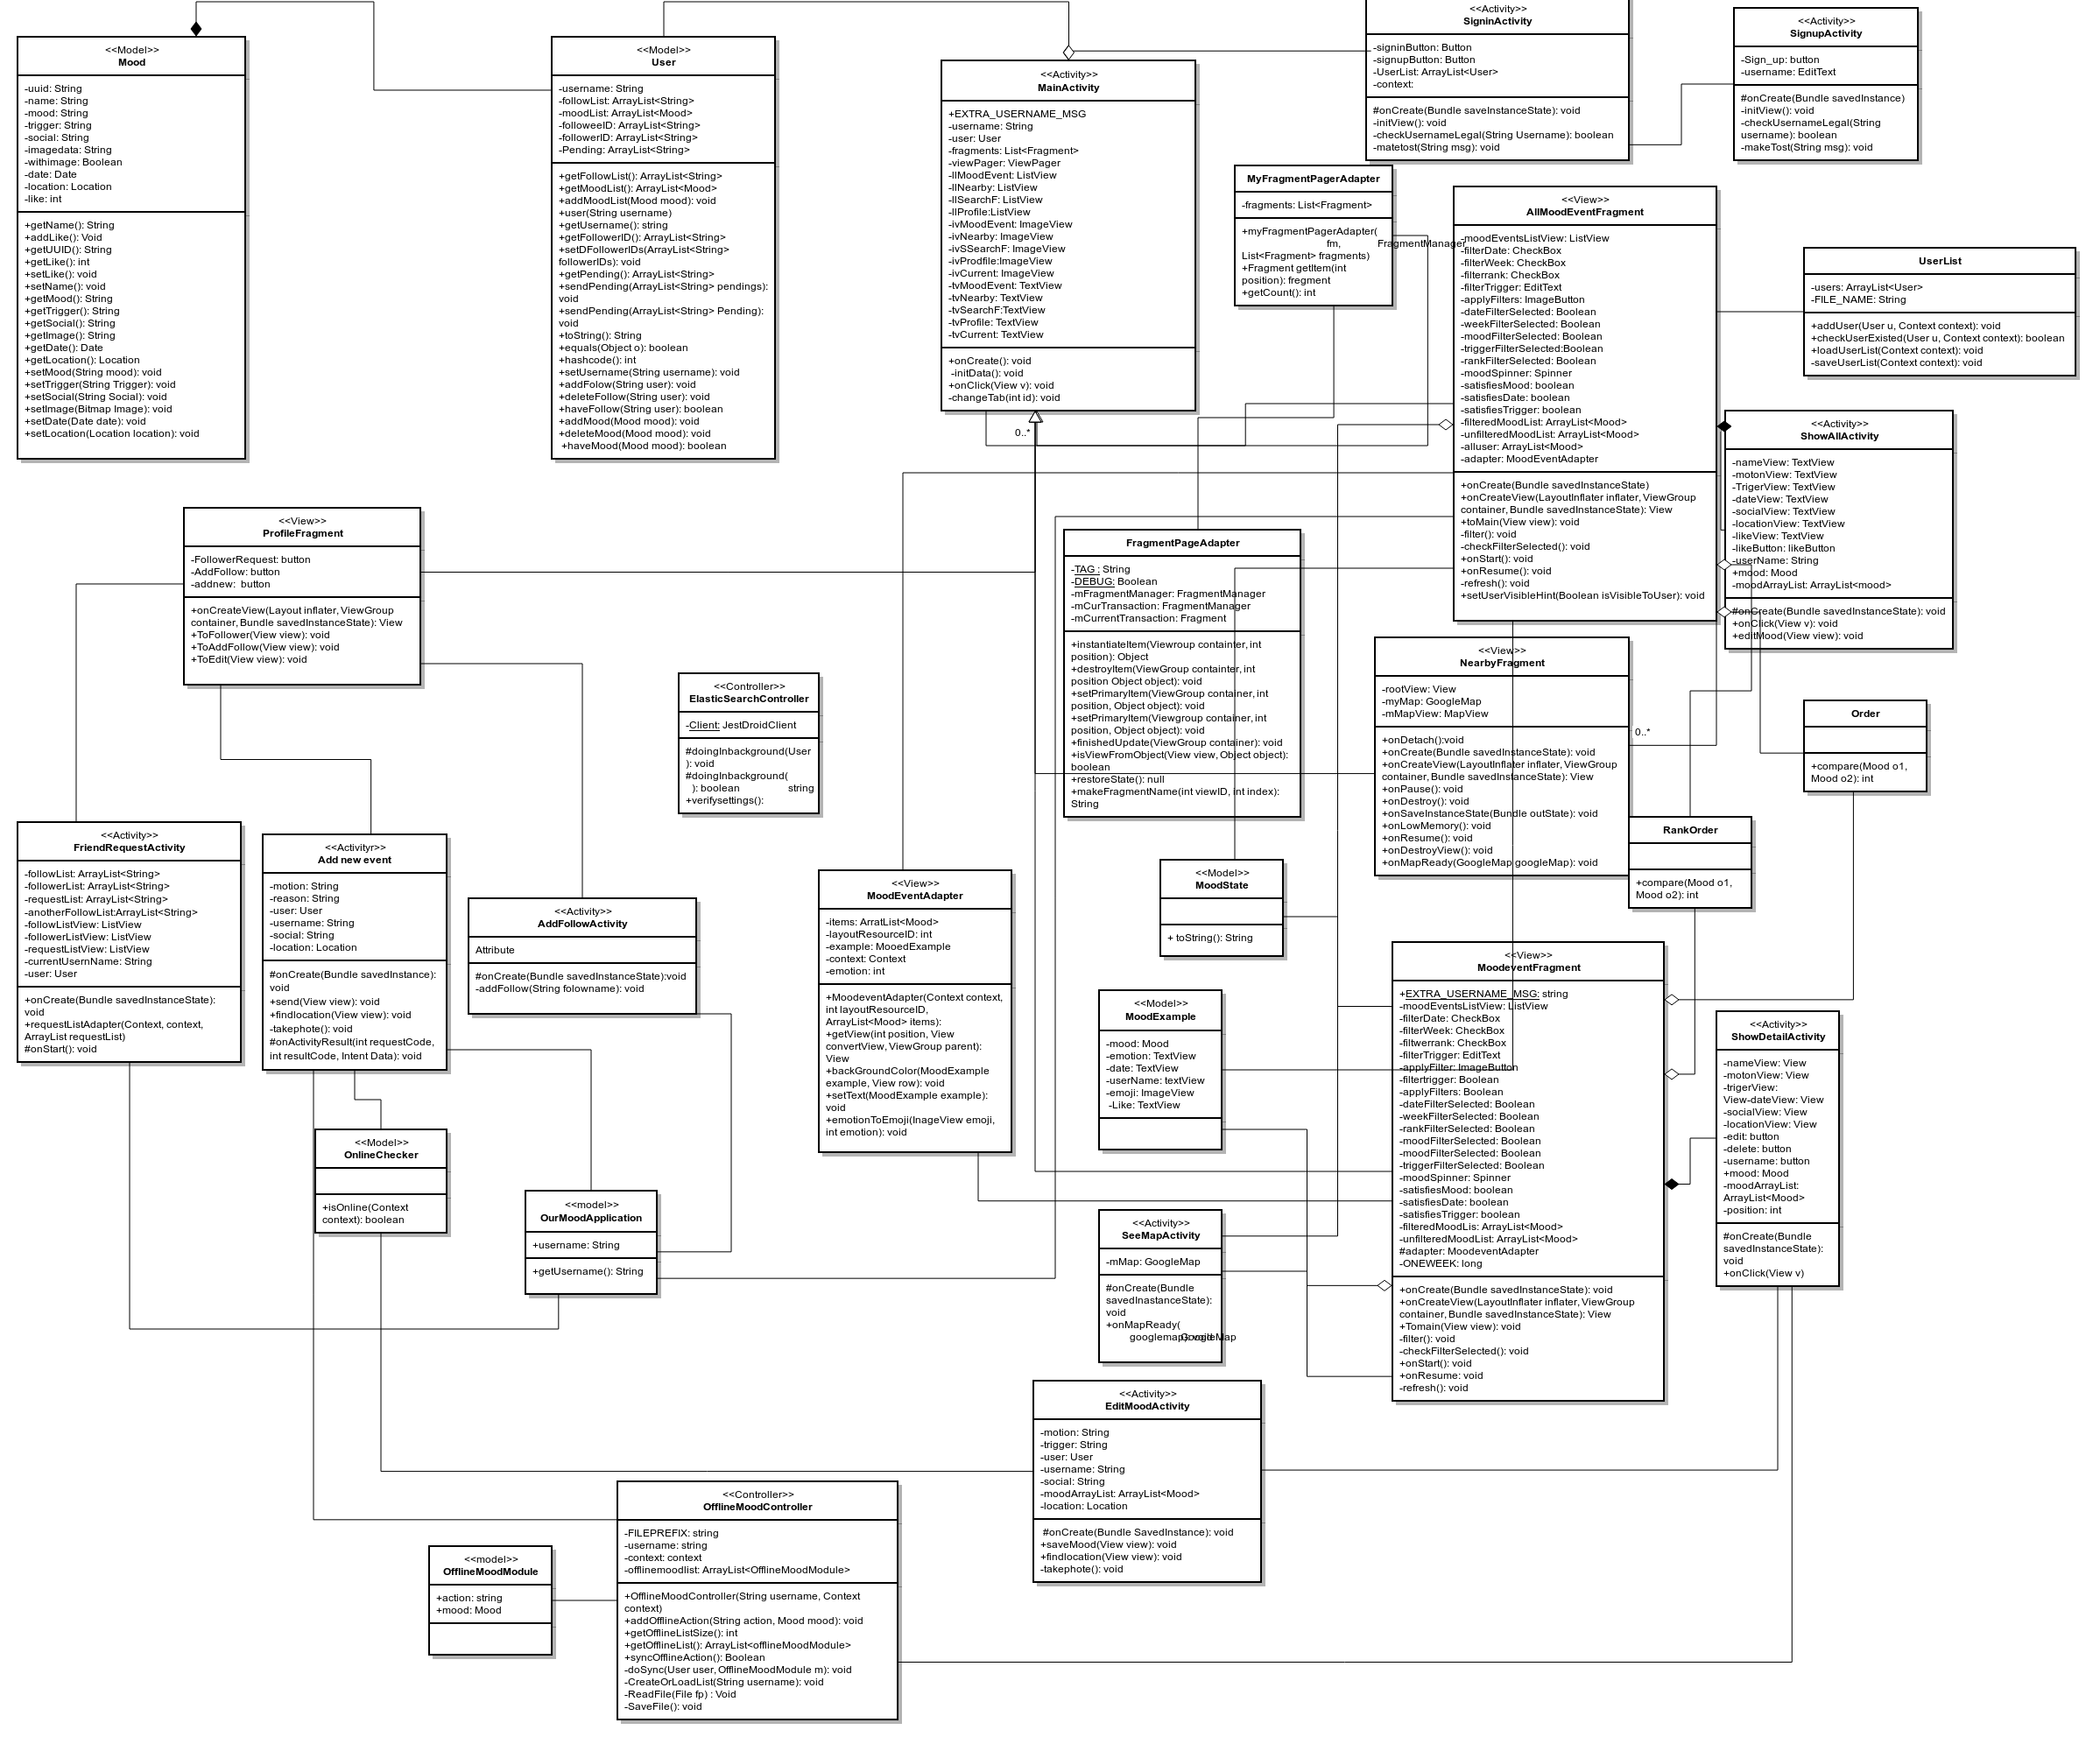 <<Model>>
Mood
-uuid: String
-name: String
-mood: String
-trigger: String
-social: String
-imagedata: String
-withimage: Boolean
-date: Date
-location: Location
-like: int
+getName(): String
+addLike(): Void
+getUUID(): String
+getLike(): int
+setLike(): void
+setName(): void
+getMood(): String
+getTrigger(): String
+getSocial(): String
+getImage(): String
+getDate(): Date
+getLocation(): Location
+setMood(String mood): void
+setTrigger(String Trigger): void
+setSocial(String Social): void
+setImage(Bitmap Image): void
+setDate(Date date): void
+setLocation(Location location): void
<<Model>>
User
-username: String
-followList: ArrayList<String>
-moodList: ArrayList<Mood>
-followeeID: ArrayList<String>
-followerID: ArrayList<String>
-Pending: ArrayList<String>
+getFollowList(): ArrayList<String>
+getMoodList(): ArrayList<Mood>
+addMoodList(Mood mood): void
+user(String username)
+getUsername(): string
+getFollowerID(): ArrayList<String>
+setDFollowerIDs(ArrayList<String>
followerIDs): void
+getPending(): ArrayList<String>
+sendPending(ArrayList<String> pendings):
void
+sendPending(ArrayList<String> Pending):
void
+toString(): String
+equals(Object o): boolean
+hashcode(): int
+setUsername(String username): void
+addFolow(String user): void
+deleteFollow(String user): void
+haveFollow(String user): boolean
+addMood(Mood mood): void
+deleteMood(Mood mood): void
+haveMood(Mood mood): boolean
<<Activity>>
MainActivity
+EXTRA_USERNAME_MSG
-username: String
-user: User
-fragments: List<Fragment>
-viewPager: ViewPager
-llMoodEvent: ListView
-llNearby: ListView
-llSearchF: ListView
-llProfile:ListView
-ivMoodEvent: ImageView
-ivNearby: ImageView
-ivSSearchF: ImageView
-ivProdfile:ImageView
-ivCurrent: ImageView
-tvMoodEvent: TextView
-tvNearby: TextView
-tvSearchF:TextView
-tvProfile: TextView
-tvCurrent: TextView
+onCreate(): void
-initData(): void
+onClick(View v): void
-changeTab(int id): void
0..*
<<Activity>>
SigninActivity
-signinButton: Button
-signupButton: Button
-UserList: ArrayList<User>
-context:
#onCreate(Bundle saveInstanceState): void
-initView(): void
-checkUsernameLegal(String Username): boolean
-matetost(String msg): void
<<Activity>>
SignupActivity
-Sign_up: button
-username: EditText
#onCreate(Bundle savedInstance)
-initView(): void
-checkUsernameLegal(String
username): boolean
-makeTost(String msg): void
MyFragmentPagerAdapter
-fragments: List<Fragment>
+myFragmentPagerAdapter(
fm, FragmentManager
List<Fragment> fragments)
+Fragment getItem(int
position): fregment
+getCount(): int
<<View>>
AllMoodEventFragment
-moodEventsListView: ListView
-filterDate: CheckBox
-filterWeek: CheckBox
-filterrank: CheckBox
-filterTrigger: EditText
-applyFilters: ImageButton
-dateFilterSelected: Boolean
-weekFilterSelected: Boolean
-moodFilterSelected: Boolean
-triggerFilterSelected:Boolean
-rankFilterSelected: Boolean
-moodSpinner: Spinner
-satisfiesMood: boolean
-satisfiesDate: boolean
-satisfiesTrigger: boolean
-filteredMoodList: ArrayList<Mood>
-unfilteredMoodList: ArrayList<Mood>
-alluser: ArrayList<Mood>
-adapter: MoodEventAdapter
+onCreate(Bundle savedInstanceState)
+onCreateView(LayoutInflater inflater, ViewGroup
container, Bundle savedInstanceState): View
+toMain(View view): void
-filter(): void
-checkFilterSelected(): void
+onStart(): void
+onResume(): void
-refresh(): void
+setUserVisibleHint(Boolean isVisibleToUser): void
UserList
-users: ArrayList<User>
-FILE_NAME: String
+addUser(User u, Context context): void
+checkUserExisted(User u, Context context): boolean
+loadUserList(Context context): void
-saveUserList(Context context): void
<<Activity>>
ShowAllActivity
-nameView: TextView
-motonView: TextView
-TrigerView: TextView
-dateView: TextView
-socialView: TextView
-locationView: TextView
-likeView: TextView
-likeButton: likeButton
-userName: String
+mood: Mood
-moodArrayList: ArrayList<mood>
#onCreate(Bundle savedInstanceState): void
+onClick(View v): void
+editMood(View view): void
<<View>>
ProfileFragment
-FollowerRequest: button
-AddFollow: button
-addnew: button
+onCreateView(Layout inflater, ViewGroup
container, Bundle savedInstanceState): View
+ToFollower(View view): void
+ToAddFollow(View view): void
+ToEdit(View view): void
<<Controller>>
ElasticSearchController
-Client: JestDroidClient
#doingInbackground(User
): void
#doingInbackground(
): boolean string
+verifysettings():
FragmentPageAdapter
-TAG : String
-DEBUG: Boolean
-mFragmentManager: FragmentManager
-mCurTransaction: FragmentManager
-mCurrentTransaction: Fragment
+instantiateItem(Viewroup containter, int
position): Object
+destroyItem(ViewGroup containter, int
position Object object): void
+setPrimaryItem(ViewGroup container, int
position, Object object): void
+setPrimaryItem(Viewgroup container, int
position, Object object): void
+finishedUpdate(ViewGroup container): void
+isViewFromObject(View view, Object object):
boolean
+restoreState(): null
+makeFragmentName(int viewID, int index):
String
<<View>>
NearbyFragment
-rootView: View
-myMap: GoogleMap
-mMapView: MapView
+onDetach():void
+onCreate(Bundle savedInstanceState): void
+onCreateView(LayoutInflater inflater, ViewGroup
container, Bundle savedInstanceState): View
+onPause(): void
+onDestroy(): void
+onSaveInstanceState(Bundle outState): void
+onLowMemory(): void
+onResume(): void
+onDestroyView(): void
+onMapReady(GoogleMap googleMap): void
0..*
Order
+compare(Mood o1,
Mood o2): int
RankOrder
+compare(Mood o1,
Mood o2): int
<<Activity>>
FriendRequestActivity
-followList: ArrayList<String>
-followerList: ArrayList<String>
-requestList: ArrayList<String>
-anotherFollowList:ArrayList<String>
-followListView: ListView
-followerListView: ListView
-requestListView: ListView
-currentUsernName: String
-user: User
+onCreate(Bundle savedInstanceState):
void
+requestListAdapter(Context, context,
ArrayList requestList)
#onStart(): void
<<Activityr>>
Add new event
-motion: String
-reason: String
-user: User
-username: String
-social: String
-location: Location
#onCreate(Bundle savedInstance):
void
+send(View view): void
+findlocation(View view): void
-takephote(): void
#onActivityResult(int requestCode,
int resultCode, Intent Data): void
<<Activity>>
AddFollowActivity
Attribute
#onCreate(Bundle savedInstanceState):void
-addFollow(String folowname): void
<<View>>
MoodEventAdapter
-items: ArratList<Mood>
-layoutResourceID: int
-example: MooedExample
-context: Context
-emotion: int
+MoodeventAdapter(Context context,
int layoutResourceID,
ArrayList<Mood> items):
+getView(int position, View
convertView, ViewGroup parent):
View
+backGroundColor(MoodExample
example, View row): void
+setText(MoodExample example):
void
+emotionToEmoji(InageView emoji,
int emotion): void
<<Model>>
MoodState
+ toString(): String
<<Model>>
MoodExample
-mood: Mood
-emotion: TextView
-date: TextView
-userName: textView
-emoji: ImageView
-Like: TextView
<<View>>
MoodeventFragment
+EXTRA_USERNAME_MSG: string
-moodEventsListView: ListView
-filterDate: CheckBox
-filterWeek: CheckBox
-filtwerrank: CheckBox
-filterTrigger: EditText
-applyFilter: ImageButton
-filtertrigger: Boolean
-applyFilters: Boolean
-dateFilterSelected: Boolean
-weekFilterSelected: Boolean
-rankFilterSelected: Boolean
-moodFilterSelected: Boolean
-moodFilterSelected: Boolean
-triggerFilterSelected: Boolean
-moodSpinner: Spinner
-satisfiesMood: boolean
-satisfiesDate: boolean
-satisfiesTrigger: boolean
-filteredMoodLis: ArrayList<Mood>
-unfilteredMoodList: ArrayList<Mood>
#adapter: MoodeventAdapter
-ONEWEEK: long
+onCreate(Bundle savedInstanceState): void
+onCreateView(LayoutInflater inflater, ViewGroup
container, Bundle savedInstanceState): View
+Tomain(View view): void
-filter(): void
-checkFilterSelected(): void
+onStart(): void
+onResume: void
-refresh(): void
<<Activity>>
ShowDetailActivity
-nameView: View
-motonView: View
-trigerView:
View-dateView: View
-socialView: View
-locationView: View
-edit: button
-delete: button
-username: button
+mood: Mood
-moodArrayList:
ArrayList<Mood>
-position: int
#onCreate(Bundle
savedInstanceState):
void
+onClick(View v)
<<Model>>
OnlineChecker
+isOnline(Context
context): boolean
<<model>>
OurMoodApplication
+username: String
+getUsername(): String
<<Activity>>
SeeMapActivity
-mMap: GoogleMap
#onCreate(Bundle
savedInastanceState):
void
+onMapReady(
googlemap): void GoogleMap
<<Activity>>
EditMoodActivity
-motion: String
-trigger: String
-user: User
-username: String
-social: String
-moodArrayList: ArrayList<Mood>
-location: Location
#onCreate(Bundle SavedInstance): void
+saveMood(View view): void
+findlocation(View view): void
-takephote(): void
<<Controller>>
OfflineMoodController
-FILEPREFIX: string
-username: string
-context: context
-offlinemoodlist: ArrayList<OfflineMoodModule>
+OfflineMoodController(String username, Context
context)
+addOfflineAction(String action, Mood mood): void
+getOfflineListSize(): int
+getOfflineList(): ArrayList<offlineMoodModule>
+syncOfflineAction(): Boolean
-doSync(User user, OfflineMoodModule m): void
-CreateOrLoadList(String username): void
-ReadFile(File fp) : Void
-SaveFile(): void
<<model>>
OfflineMoodModule
+action: string
+mood: Mood